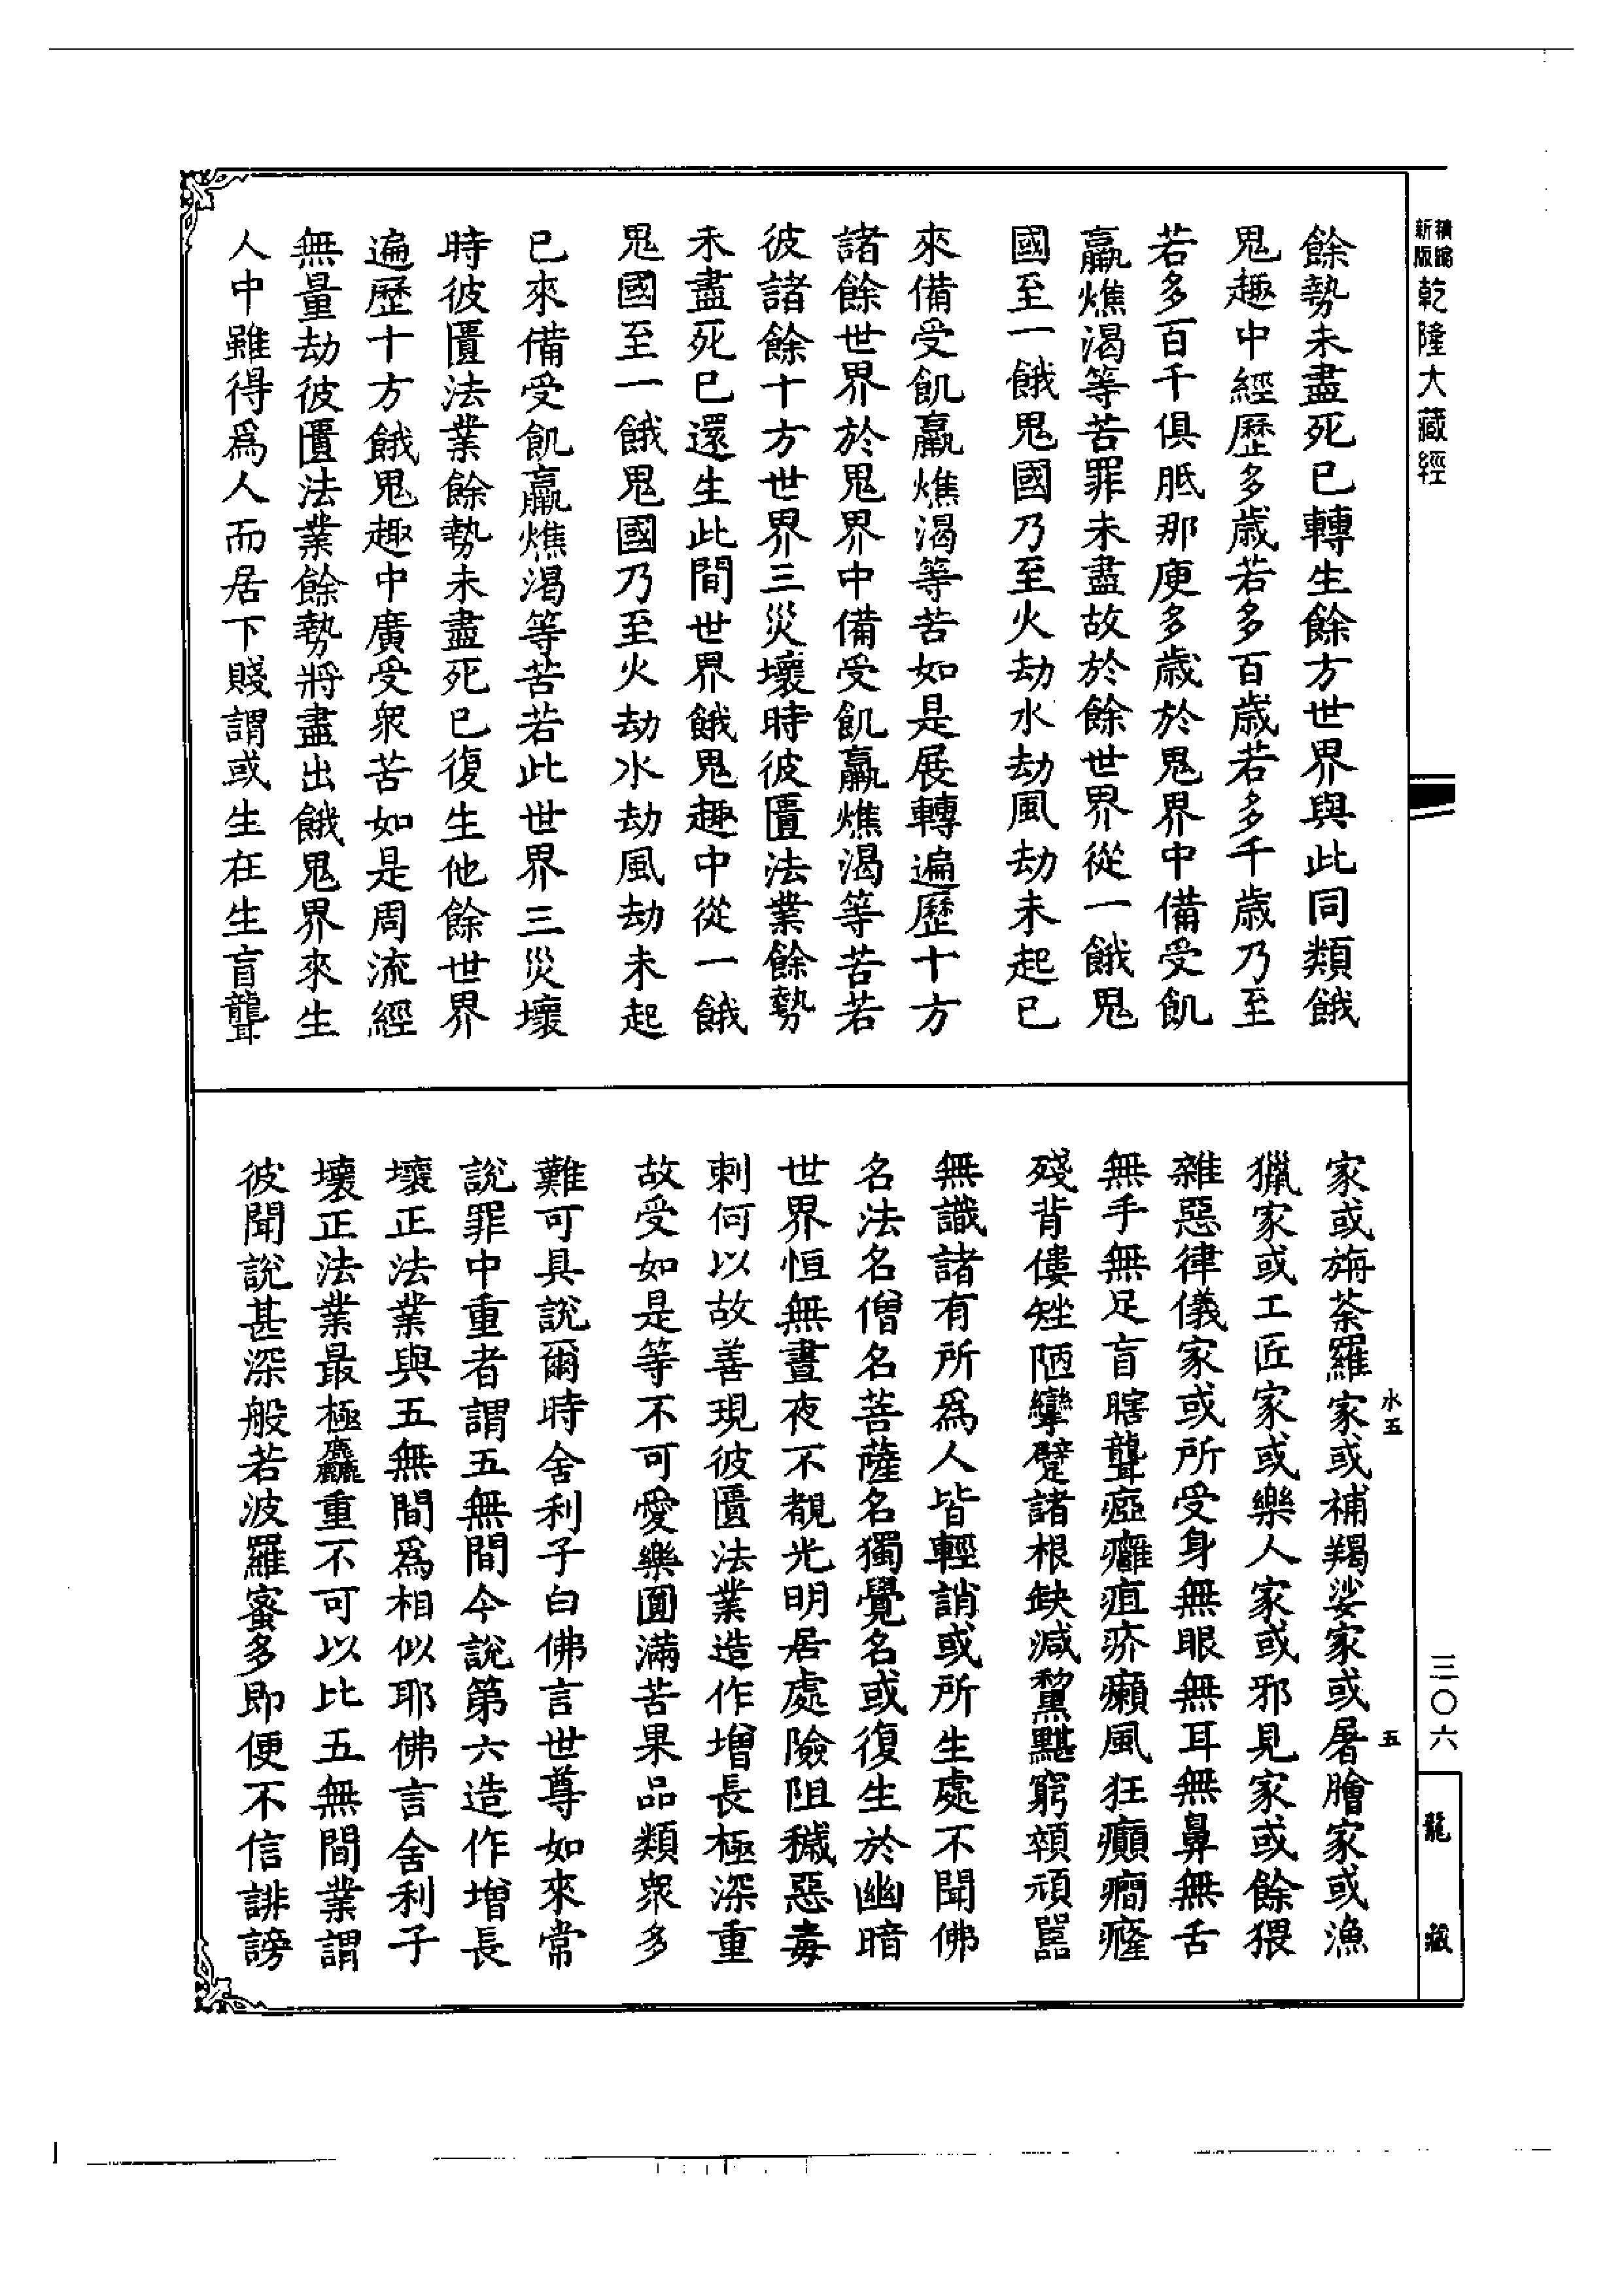 新版精編乾隆大藏經
餘勢未盡死已轉生餘方世界與此同類餓
鬼趣中經歷多歲若多百歲若多千歲乃至
若多百千俱胝那庾多歲於鬼界中備受飢
羸燋渴等苦罪未盡故於餘世界從一餓鬼
國至一餓鬼國乃至火劫水劫風劫未起已
來備受飢羸燋渴等苦如是展轉遍歷十方
諸餘世界於鬼界中備受飢羸燋渴等苦若
彼諸餘十方世界三災壞時彼匱法業餘勢
未盡死已還生此間世界餓鬼趣中從一餓
鬼國至一餓鬼國乃至火劫水劫風劫未起
已來備受飢羸燋渴等苦若此世界三災壞
時彼匱法業餘勢未盡死已復生他餘世界
遍歷十方餓鬼趣中廣受衆苦如是周流經
無量劫彼匱法業餘勢將盡出餓鬼界來生
人中雖得爲人而居下賤謂或生在生盲聾
水五
五
家或旃荼羅家或補羯娑家或屠膾家或漁
獵家或工匠家或樂人家或邪見家或餘猥
雜惡律儀家或所受身無眼無耳無鼻無舌
無手無足盲瞎聾瘂癰疽疥癩風狂癲癎癃
殘背僂矬陋攣躄諸根缺減黧黮窮顇頑嚚
無識諸有所爲人皆輕誚或所生處不聞佛
名法名僧名菩薩名獨覺名或復生於幽暗
世界恒無晝夜不覩光明居處險阻穢惡毒
刺何以故善現彼匱法業造作增長極深重
故受如是等不可愛樂圓滿苦果品類衆多
難可具說爾時舍利子白佛言世尊如來常
說罪中重者謂五無間今說第六造作增長
壞正法業與五無間爲相似耶佛言舍利子
壞正法業最極麤重不可以比五無間業謂
彼聞說甚深般若波羅蜜多即便不信誹謗
三〇六
龍藏